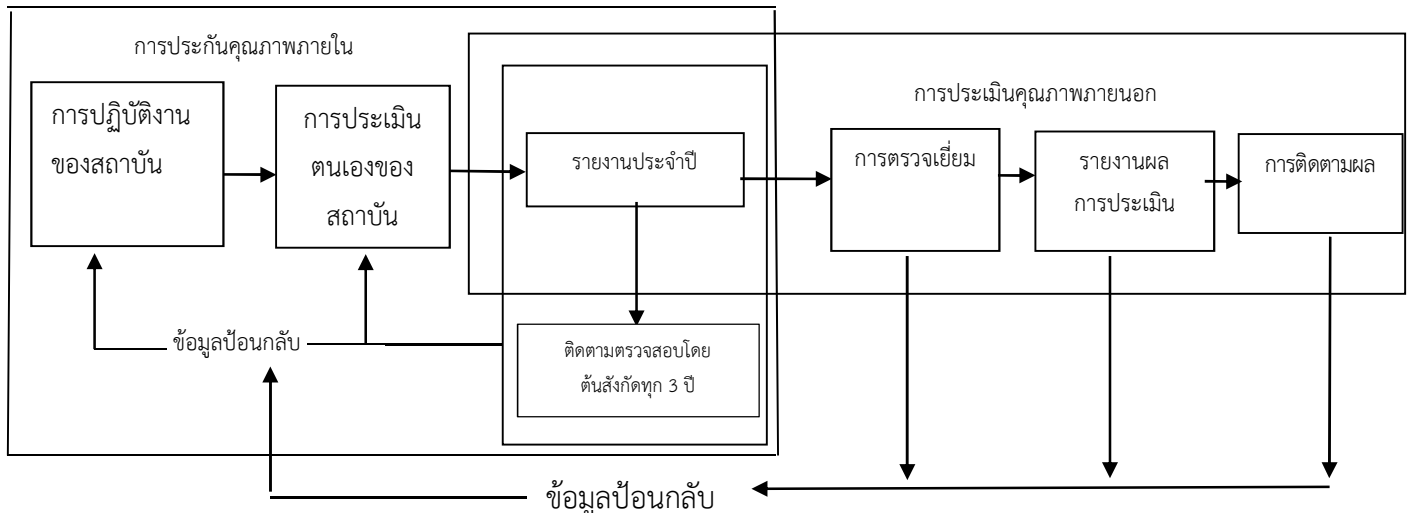 การประกันคุณภาพภายใน
การปฏิบัติงาน
ของสถาบัน
การประเมิน
ตนเองของ
สถาบัน
รายงานประจำปี
การประเมินคุณภาพภายนอก
การตรวจเยี่ยม
รายงานผล
การประเมิน
การติดตามผล
ข้อมูลป้อนกลับ
ติดตามตรวจสอบโดย
ต้นสังกัดทุก 3 ปี
ข้อมูลป้อนกลับ